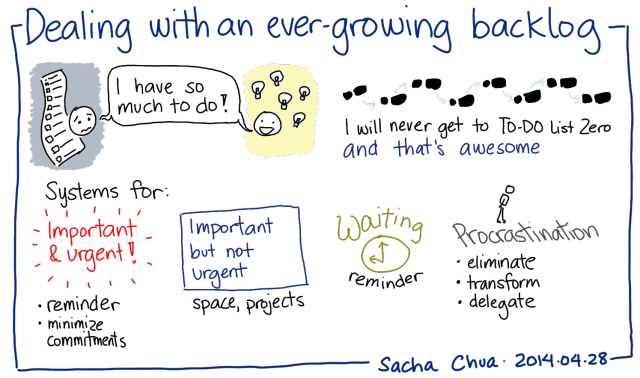 Dealing with an ever-growing backlog
I have so
much to do!
I will never get to TO-DO List Zero
and that's awesome
Systems for:
Important
& urgent!
• reminder
• minimize
commitments
Important
but not
urgent
space, projects
Waiting
reminder
Procrastination
• eliminate
• transform
• delegate
Sacha Chua · 2014.04.28